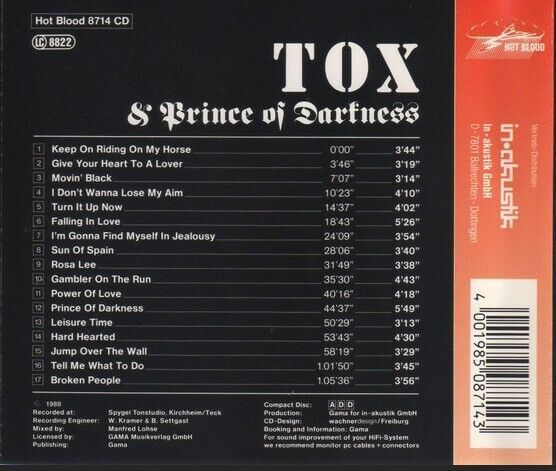 Hot Blood 8714 CD
LC 8822
TOX
& Prince of Darkness
1 Keep On Riding On My Horse 0'00" 3'44"
2 Give Your Heart To A Lover 3'46" 3'19"
3 Movin' Black 7'07" 3'14"
4 I Don't Wanna Lose My Aim 10'23" 4'10"
5 Turn It Up Now 14'37" 4'02"
6 Falling In Love 18'43" 5'26"
7 I'm Gonna Find Myself In Jealousy 24'09" 3'54"
8 Sun Of Spain 28'06" 3'40"
9 Rosa Lee 31'49" 3'38"
10 Gambler On The Run 35'30" 4'43"
11 Power Of Love 40'16" 4'18"
12 Prince Of Darkness 44'37" 5'49"
13 Leisure Time 50'29" 3'13"
14 Hard Hearted 53'43" 4'30"
15 Jump Over The Wall 58'19" 3'29"
16 Tell Me What To Do 1.01'50" 3'45"
17 Broken People 1.05'36" 3'56"
1988
Recorded at: Spygel Tonstudio, Kirchheim/Teck
Recording Engineer: W. Kramer & B. Settgast
Mixed by: Manfred Lohse
Licensed by: GAMA Musikverlag GmbH
Publishing: Gama
Compact Disc: A D D
Production: Gama for in-akustik GmbH
CD-Design: wachnerdesign/Freiburg
Booking and Information: Gama
For sound improvement of your HiFi-System
we recommend monitor pc cables + connectors
HOT BLOOD
Vertrieb/Distribution:
in·akustik
in·akustik GmbH
D-7801 Ballrechten-Dottingen
4 001985 087143